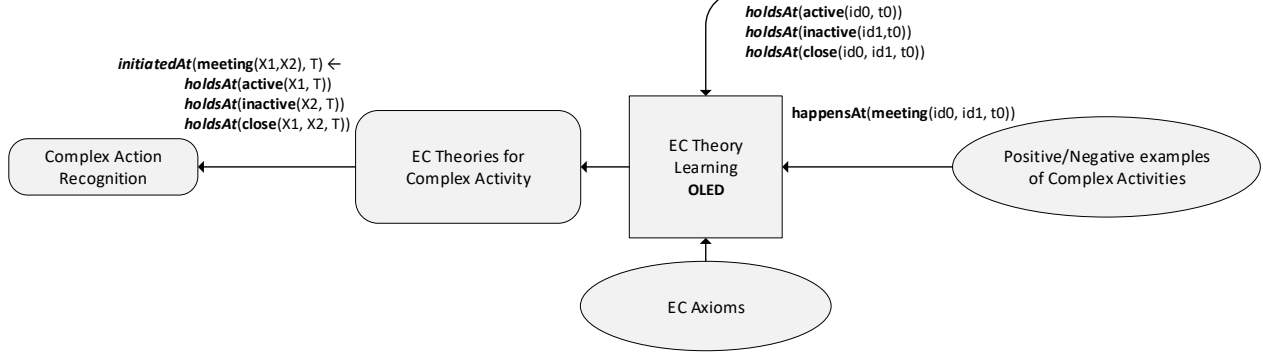 holdsAt(active(id0, t0))
holdsAt(inactive(id1,t0))
holdsAt(close(id0, id1, t0))
initiatedAt(meeting(X1,X2), T) ←
holdsAt(active(X1, T))
holdsAt(inactive(X2, T))
holdsAt(close(X1, X2, T))
happensAt(meeting(id0, id1, t0))
Complex Action
Recognition
EC Theories for
Complex Activity
EC Theory
Learning
OLED
Positive/Negative examples
of Complex Activities
EC Axioms